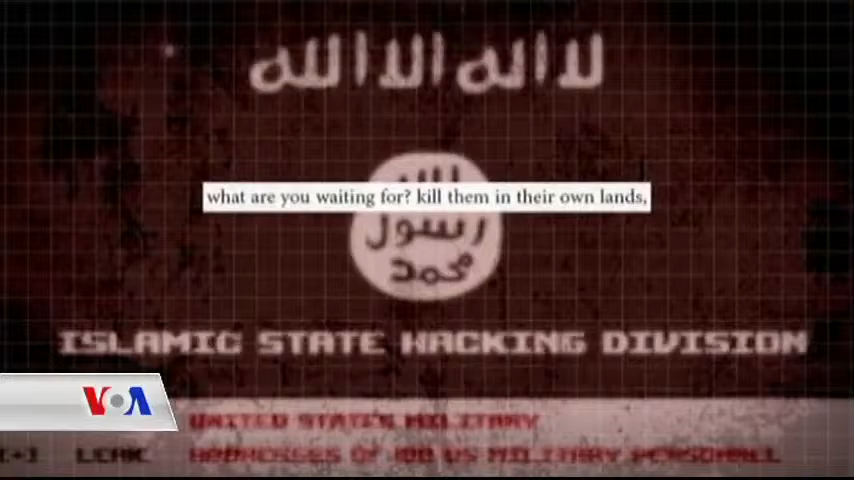 لا اله الا الله
what are you waiting for? kill them in their own lands,
الله
رسول
محمد
ISLAMIC STATE HACKING DIVISION
VOA
UNITED STATES MILITARY
[+] LEAK ADDRESSES OF 100 US MILITARY PERSONNEL